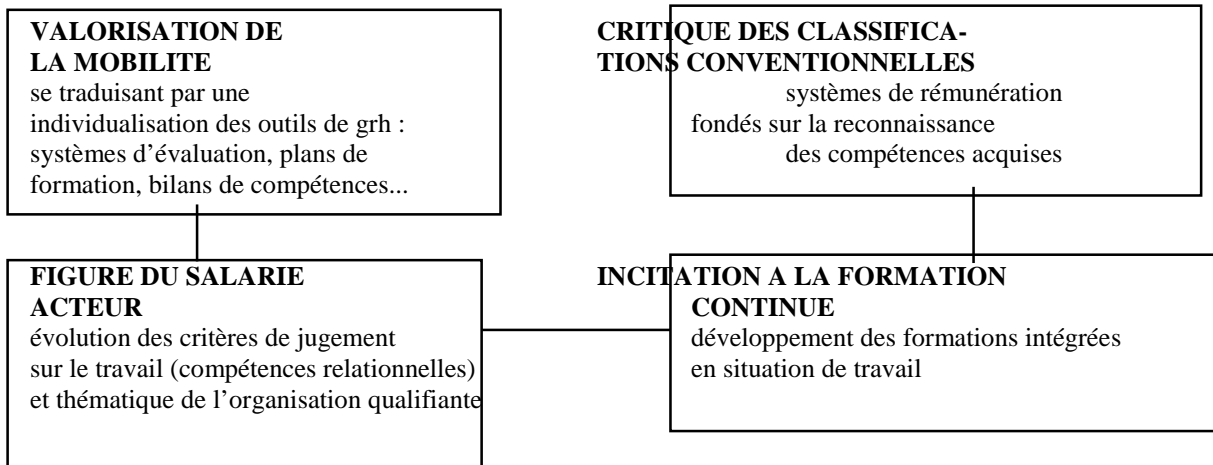 VALORISATION DE
LA MOBILITE
se traduisant par une
individualisation des outils de grh :
systèmes d'évaluation, plans de
formation, bilans de compétences...
CRITIQUE DES CLASSIFICA-
TIONS CONVENTIONNELLES
systèmes de rémunération
fondés sur la reconnaissance
des compétences acquises
FIGURE DU SALARIE
ACTEUR
évolution des critères de jugement
sur le travail (compétences relationnelles)
et thématique de l'organisation qualifiante
INCITATION A LA FORMATION
CONTINUE
développement des formations intégrées
en situation de travail